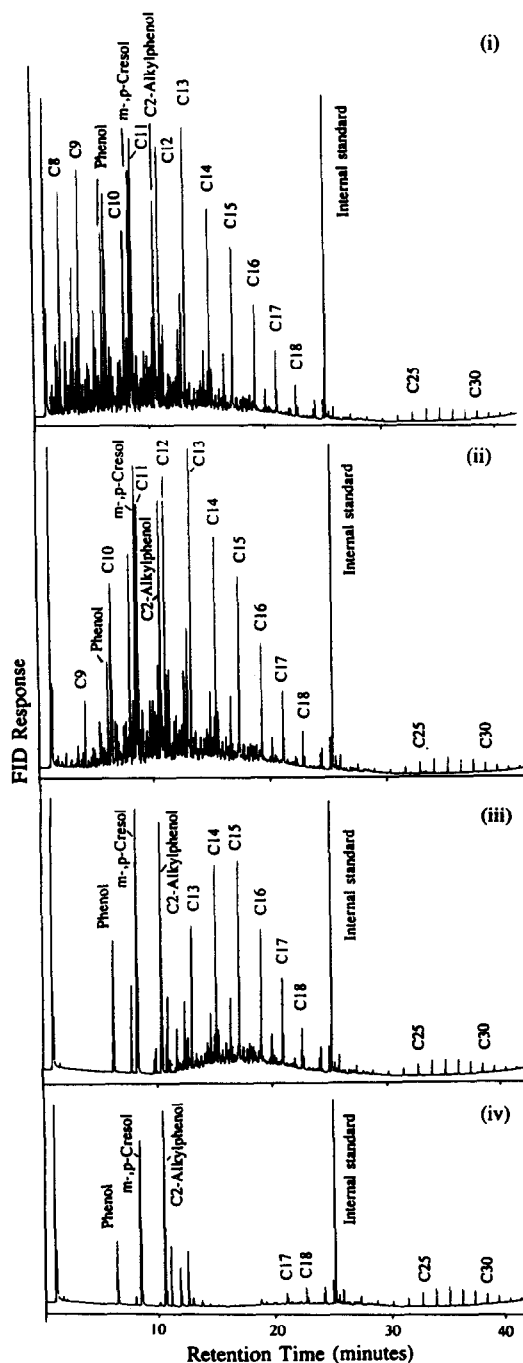 (i)
C8
C9
Phenol
C10
m-,p-Cresol
C11
C2-Alkylphenol
C12
C13
C14
C15
C16
C17
C18
Internal standard
C25
C30
(ii)
C9
Phenol
C10
m-,p-Cresol
C11
C2-Alkylphenol
C12
C13
C14
C15
C16
C17
C18
Internal standard
C25
C30
FID Response
(iii)
Phenol
m-,p-Cresol
C2-Alkylphenol
C13
C14
C15
C16
C17
C18
Internal standard
C25
C30
(iv)
Phenol
m-,p-Cresol
C2-Alkylphenol
C17
C18
Internal standard
C25
C30
10 20 30 40
Retention Time (minutes)